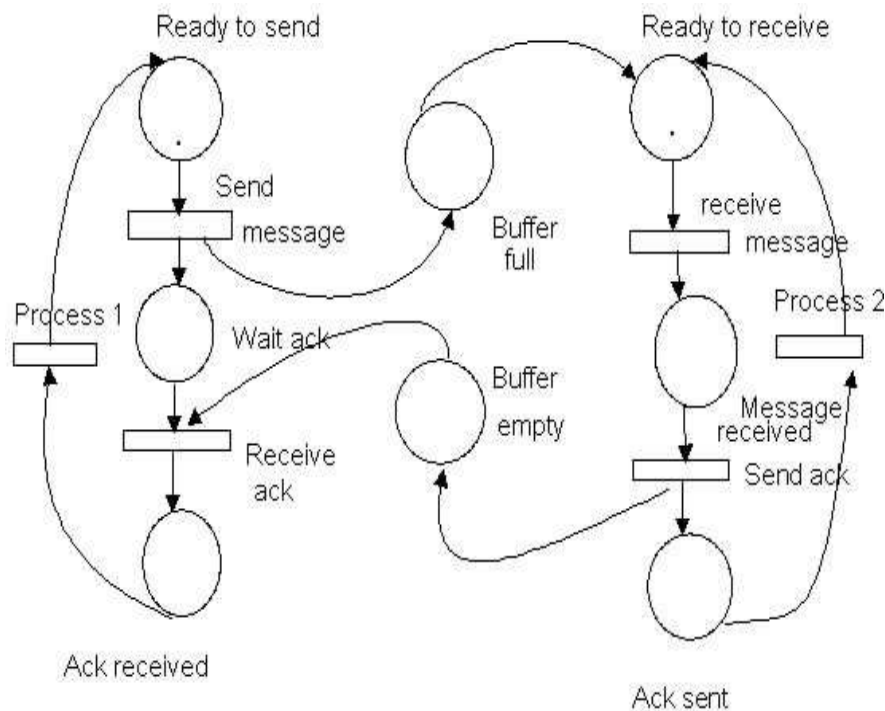 Ready to send
Ready to receive
Send
message
receive
message
Buffer
full
Process 1
Process 2
Wait ack
Buffer
empty
Message
received
Receive
ack
Send ack
Ack received
Ack sent